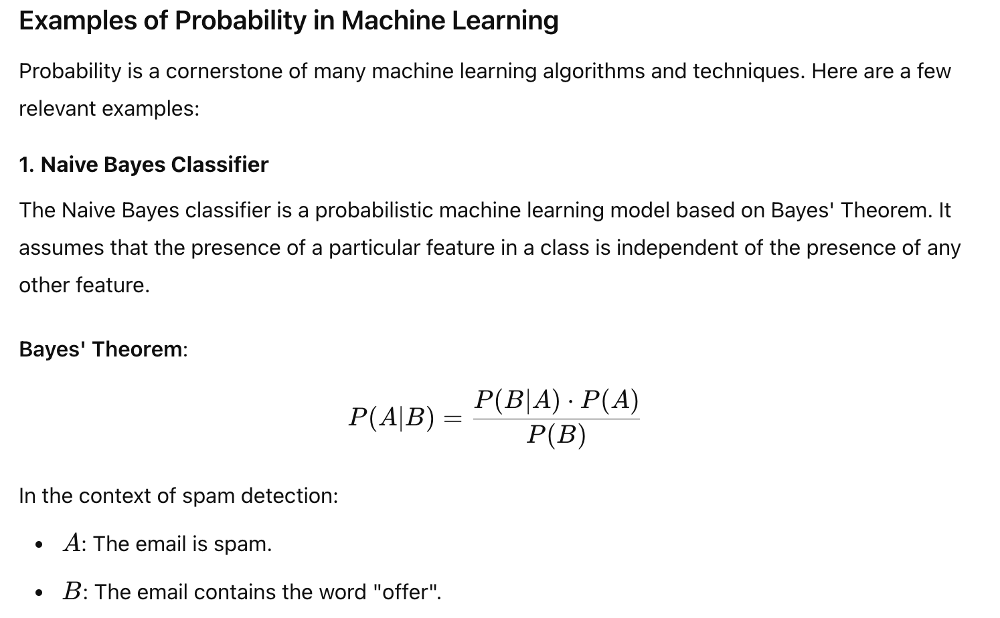 Examples of Probability in Machine Learning
Probability is a cornerstone of many machine learning algorithms and techniques. Here are a few
relevant examples:
1. Naive Bayes Classifier
The Naive Bayes classifier is a probabilistic machine learning model based on Bayes' Theorem. It
assumes that the presence of a particular feature in a class is independent of the presence of any
other feature.
Bayes' Theorem:
P(A|B) = P(B|A) · P(A) / P(B)
In the context of spam detection:
• A: The email is spam.
• B: The email contains the word "offer".